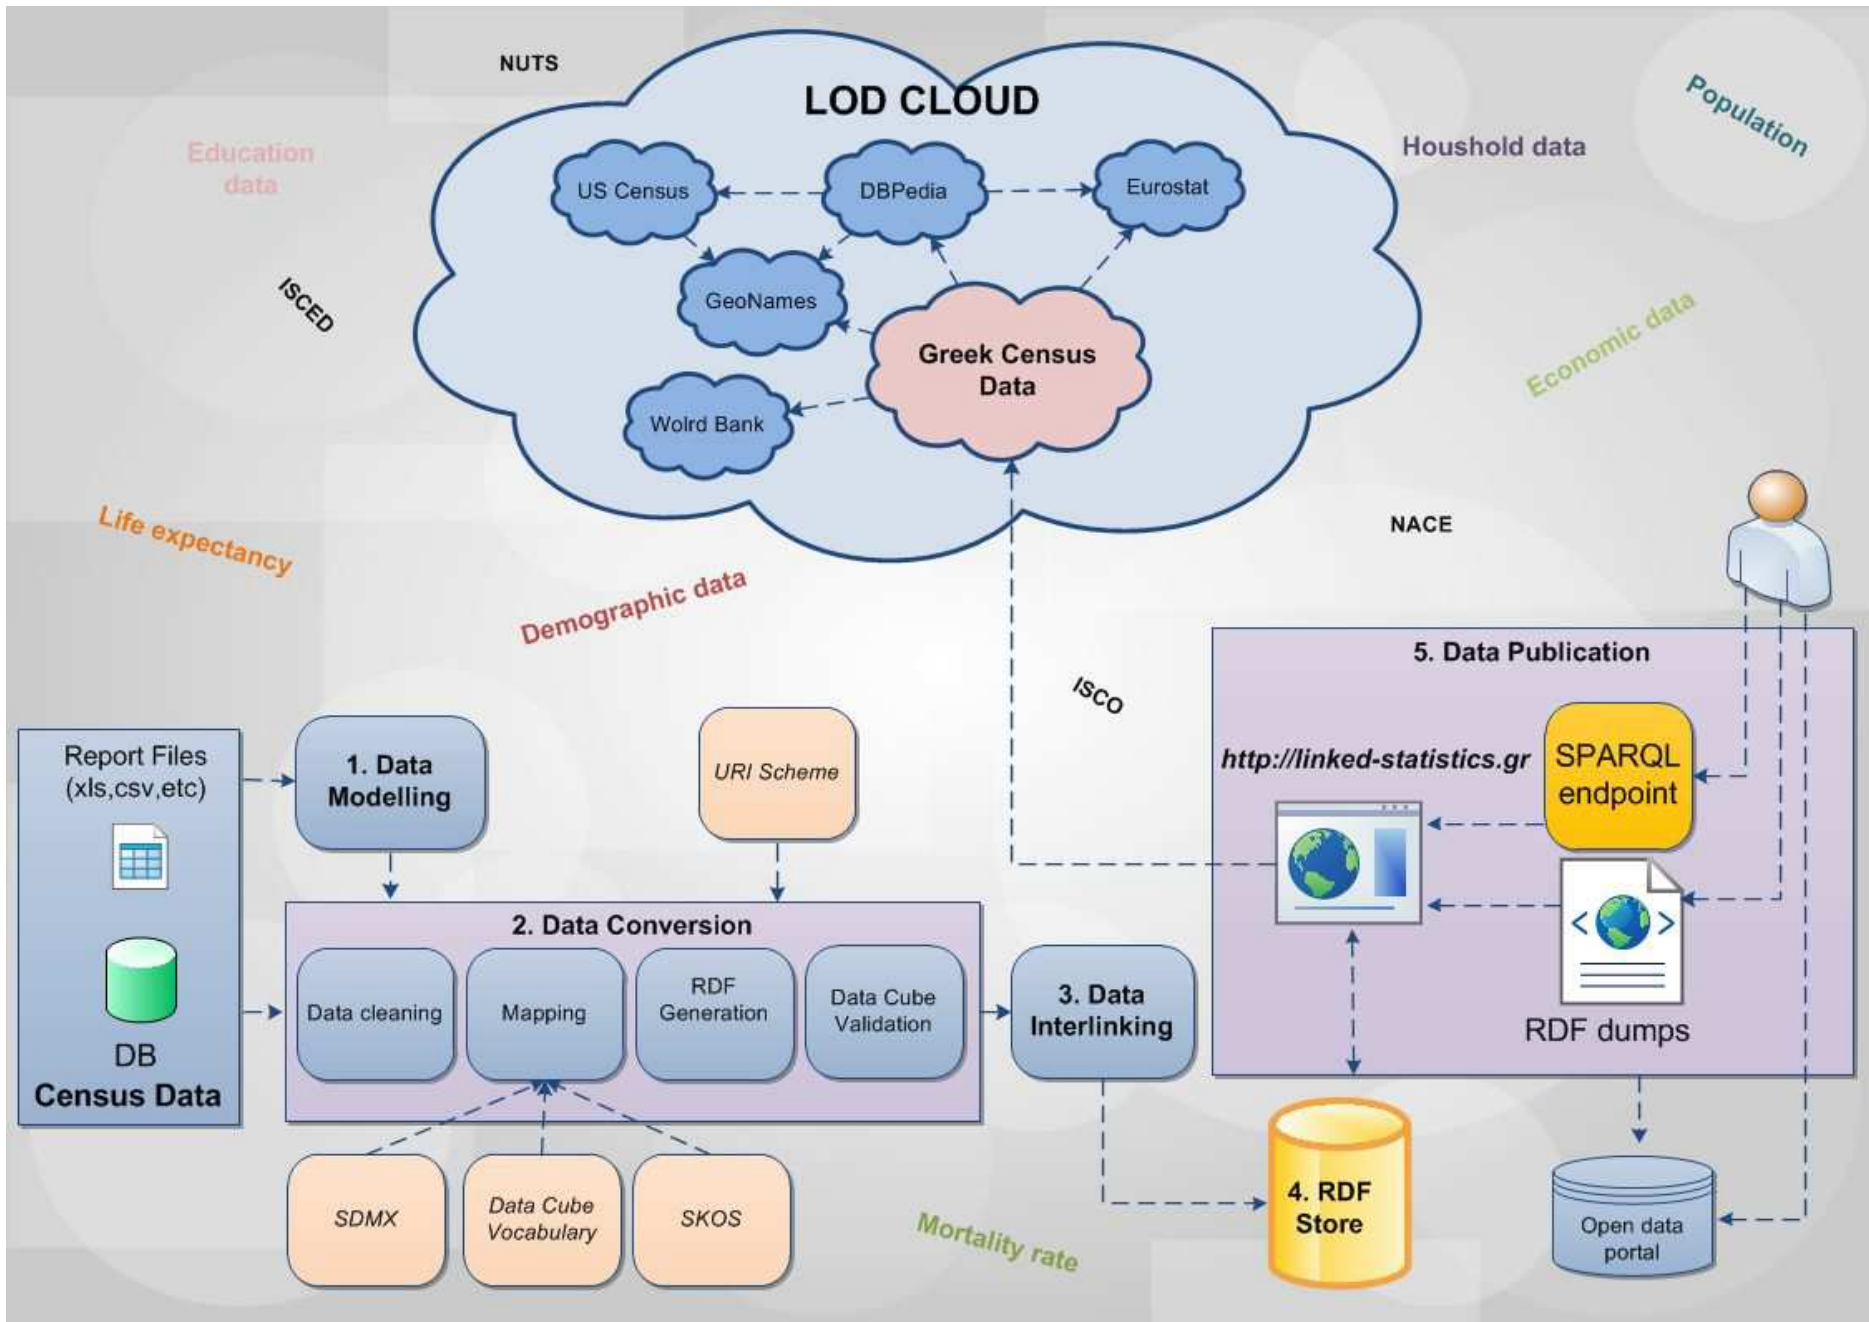 NUTS
LOD CLOUD
Population
Education
data
Houshold data
US Census
DBPedia
Eurostat
ISCED
GeoNames
Economic data
Greek Census
Data
Wolrd Bank
NACE
Life expectancy
Demographic data
ISCO
5. Data Publication
Report Files
(xls,csv,etc)
1. Data
Modelling
URI Scheme
http://linked-statistics.gr
SPARQL
endpoint
2. Data Conversion
Data cleaning
Mapping
RDF
Generation
Data Cube
Validation
3. Data
Interlinking
< >
RDF dumps
DB
Census Data
SDMX
Data Cube
Vocabulary
SKOS
4. RDF
Store
Open data
portal
Mortality rate